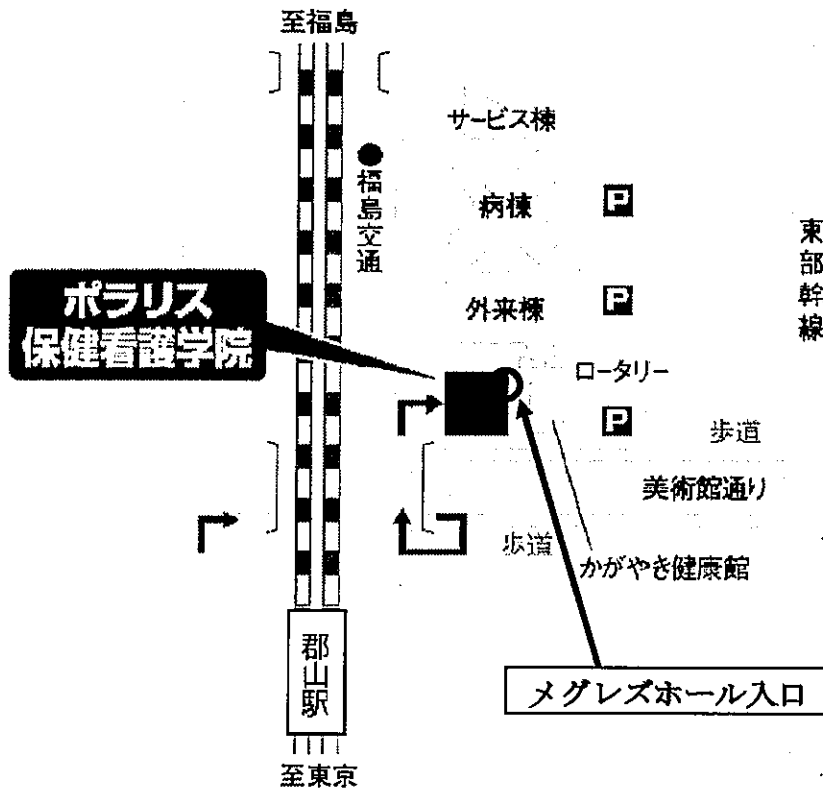 至福島
サービス棟
福島交通
病棟
P
東部幹線
ポラリス
保健看護学院
外来棟
P
ロータリー
P
歩道
美術館通り
歩道
かがやき健康館
郡山駅
メグレズホール入口
至東京